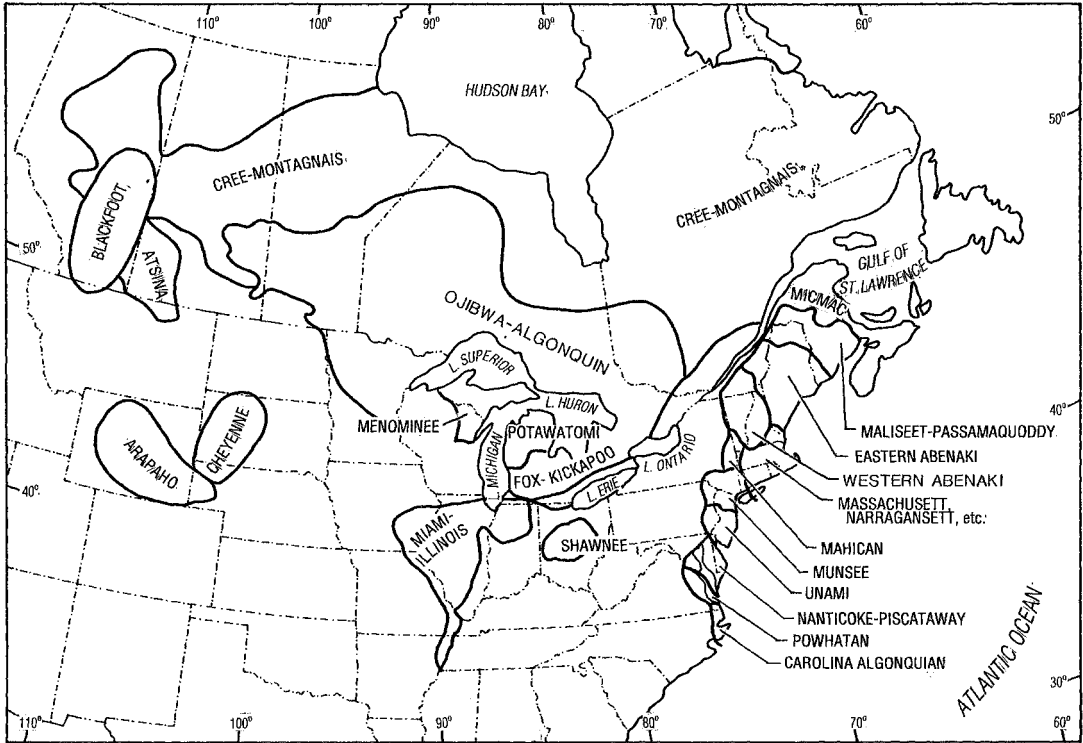 110°
100°
90°
80°
70°
60°
HUDSON BAY
50°
CREE-MONTAGNAIS
CREE-MONTAGNAIS
BLACKFOOT
50°
ATSINA
GULF OF
ST. LAWRENCE
MICMAC
OJIBWA-ALGONQUIN
L. SUPERIOR
L. HURON
40°
MENOMINEE
POTAWATOMI
MALISEET-PASSAMAQUODDY
CHEYENNE
ARAPAHO
L. ONTARIO
EASTERN ABENAKI
MICHIGAN
FOX-KICKAPOO
WESTERN ABENAKI
40°
L. ERIE
MASSACHUSETT,
NARRAGANSETT, etc.
MIAMI-
ILLINOIS
SHAWNEE
MAHICAN
MUNSEE
UNAMI
NANTICOKE-PISCATAWAY
POWHATAN
CAROLINA ALGONQUIAN
ATLANTIC OCEAN
30°
110°
100°
90°
80°
70°
60°